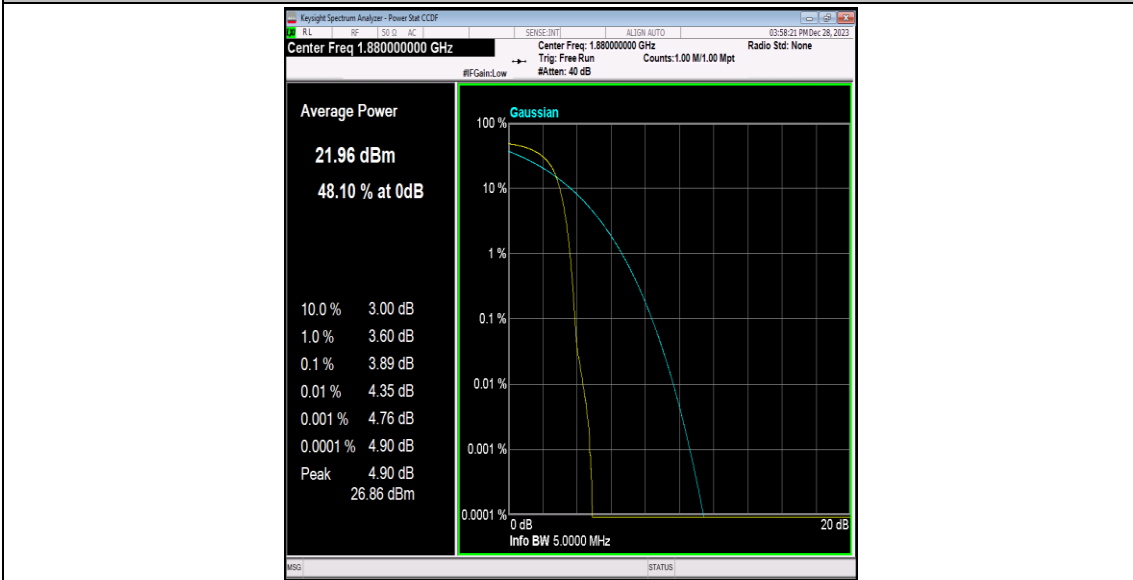 Keysight Spectrum Analyzer - Power Stat CCDF
LXI RL RF 50 Ω AC SENSE:INT ALIGN AUTO 03:58:21 PM Dec 28, 2023
Center Freq 1.880000000 GHz Center Freq: 1.880000000 GHz Radio Std: None
Trig: Free Run Counts:1.00 M/1.00 Mpt
#IFGain:Low #Atten: 40 dB
Average Power
21.96 dBm
48.10 % at 0dB
10.0 % 3.00 dB
1.0 % 3.60 dB
0.1 % 3.89 dB
0.01 % 4.35 dB
0.001 % 4.76 dB
0.0001 % 4.90 dB
Peak 4.90 dB
26.86 dBm
Gaussian
100 %
10 %
1 %
0.1 %
0.01 %
0.001 %
0.0001 %
0 dB 20 dB
Info BW 5.0000 MHz
MSG STATUS